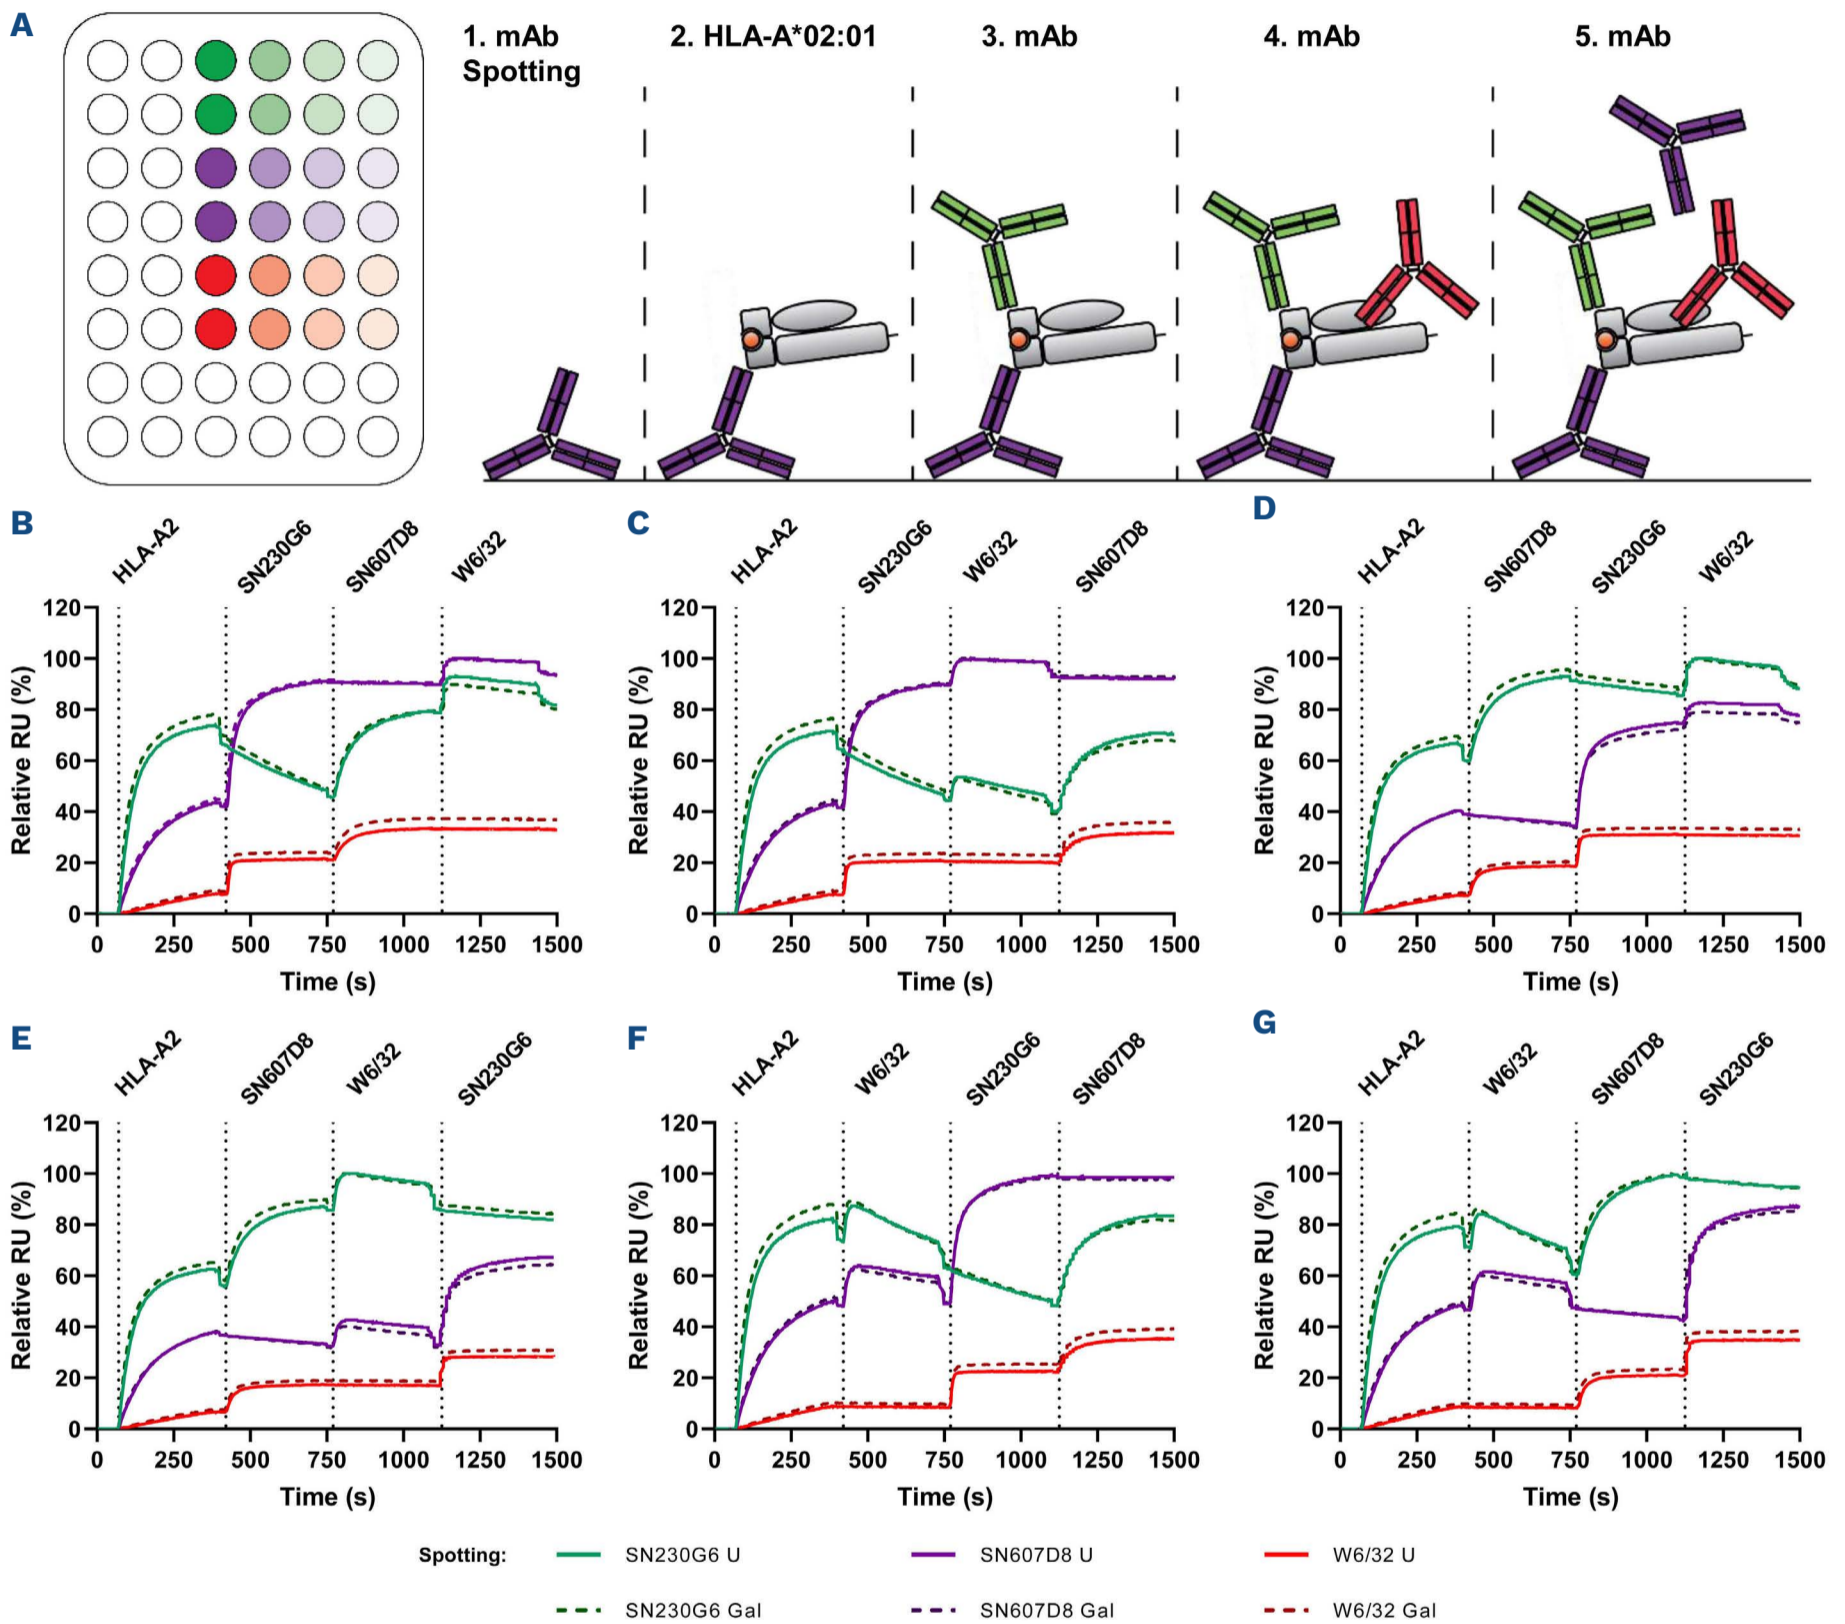 A
1. mAb
Spotting
2. HLA-A*02:01
3. mAb
4. mAb
5. mAb
B
HLA-A2
SN230G6
SN607D8
W6/32
120
100
80
60
40
20
0
Relative RU (%)
0 250 500 750 1000 1250 1500
Time (s)
C
HLA-A2
SN230G6
W6/32
SN607D8
120
100
80
60
40
20
0
Relative RU (%)
0 250 500 750 1000 1250 1500
Time (s)
D
HLA-A2
SN607D8
SN230G6
W6/32
120
100
80
60
40
20
0
Relative RU (%)
0 250 500 750 1000 1250 1500
Time (s)
E
HLA-A2
SN607D8
W6/32
SN230G6
120
100
80
60
40
20
0
Relative RU (%)
0 250 500 750 1000 1250 1500
Time (s)
F
HLA-A2
W6/32
SN230G6
SN607D8
120
100
80
60
40
20
0
Relative RU (%)
0 250 500 750 1000 1250 1500
Time (s)
G
HLA-A2
W6/32
SN607D8
SN230G6
120
100
80
60
40
20
0
Relative RU (%)
0 250 500 750 1000 1250 1500
Time (s)
Spotting:
SN230G6 U
SN607D8 U
W6/32 U
SN230G6 Gal
SN607D8 Gal
W6/32 Gal